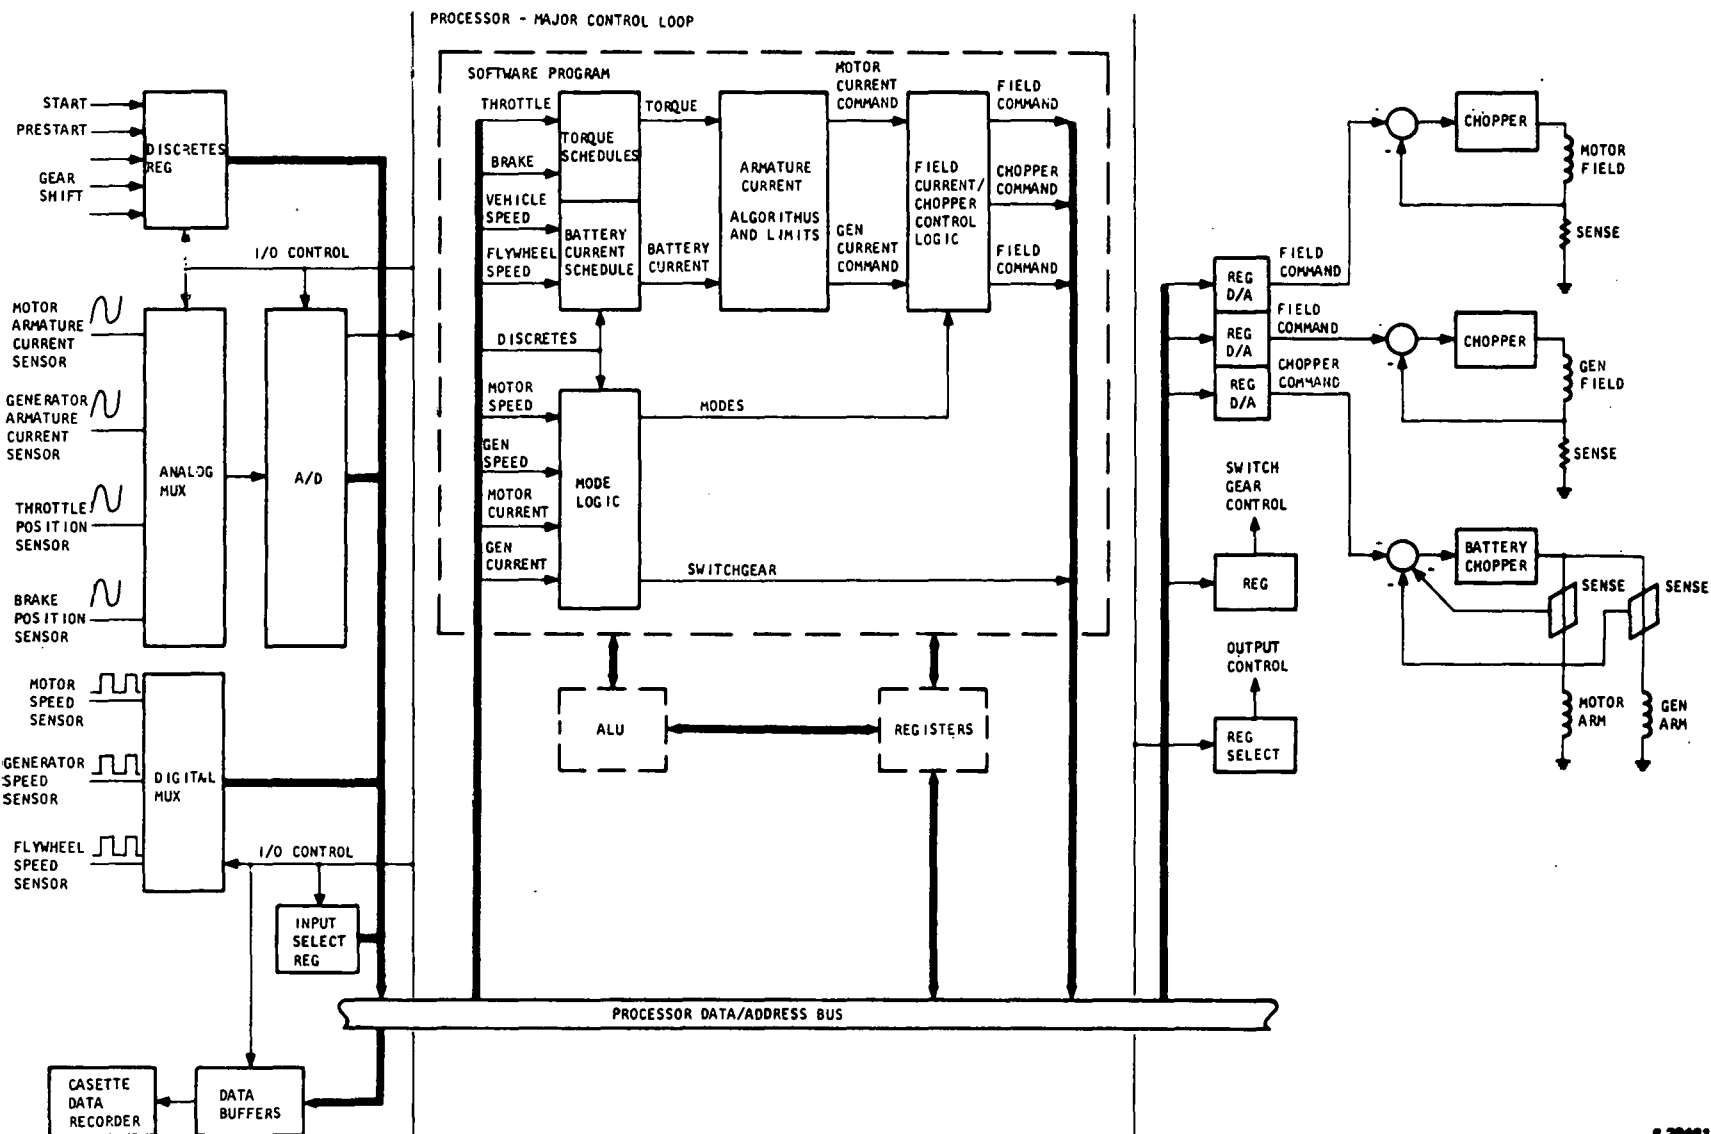 PROCESSOR - MAJOR CONTROL LOOP
SOFTWARE PROGRAM
START
PRESTART
GEAR
SHIFT
DISCRETES
REG
I/O CONTROL
MOTOR
ARMATURE
CURRENT
SENSOR
GENERATOR
ARMATURE
CURRENT
SENSOR
THROTTLE
POSITION
SENSOR
BRAKE
POSITION
SENSOR
ANALOG
MUX
A/D
MOTOR
SPEED
SENSOR
GENERATOR
SPEED
SENSOR
FLYWHEEL
SPEED
SENSOR
DIGITAL
MUX
I/O CONTROL
INPUT
SELECT
REG
CASETTE
DATA
RECORDER
DATA
BUFFERS
THROTTLE
BRAKE
VEHICLE
SPEED
FLYWHEEL
SPEED
DISCRETES
MOTOR
SPEED
GEN
SPEED
MOTOR
CURRENT
GEN
CURRENT
TORQUE
SCHEDULES
BATTERY
CURRENT
SCHEDULE
MODE
LOGIC
TORQUE
BATTERY
CURRENT
ARMATURE
CURRENT
ALGORITHUS
AND LIMITS
MOTOR
CURRENT
COMMAND
GEN
CURRENT
COMMAND
FIELD
CURRENT/
CHOPPER
CONTROL
LOGIC
FIELD
COMMAND
CHOPPER
COMMAND
FIELD
COMMAND
MODES
SWITCHGEAR
ALU
REGISTERS
PROCESSOR DATA/ADDRESS BUS
REG
D/A
REG
D/A
REG
D/A
FIELD
COMMAND
FIELD
COMMAND
CHOPPER
COMMAND
SWITCH
GEAR
CONTROL
REG
OUTPUT
CONTROL
REG
SELECT
CHOPPER
MOTOR
FIELD
SENSE
CHOPPER
GEN
FIELD
SENSE
BATTERY
CHOPPER
SENSE
SENSE
MOTOR
ARM
GEN
ARM